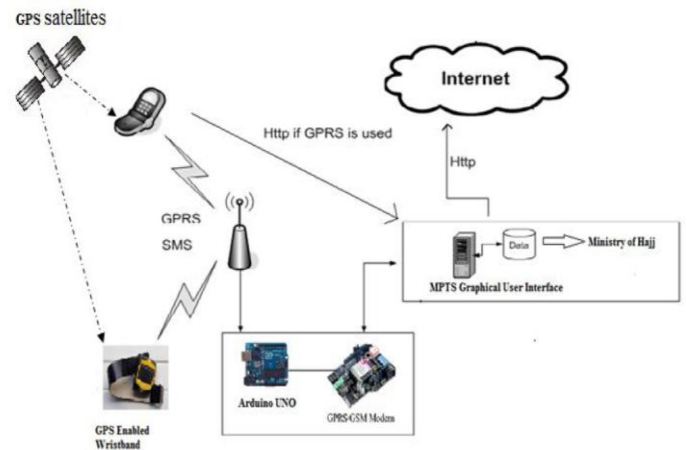 GPS satellites
Internet
Http if GPRS is used
Http
GPRS
SMS
Data
Ministry of Hajj
MPTS Graphical User Interface
Arduino UNO
GPRS/GSM Modem
GPS Enabled
Wristband